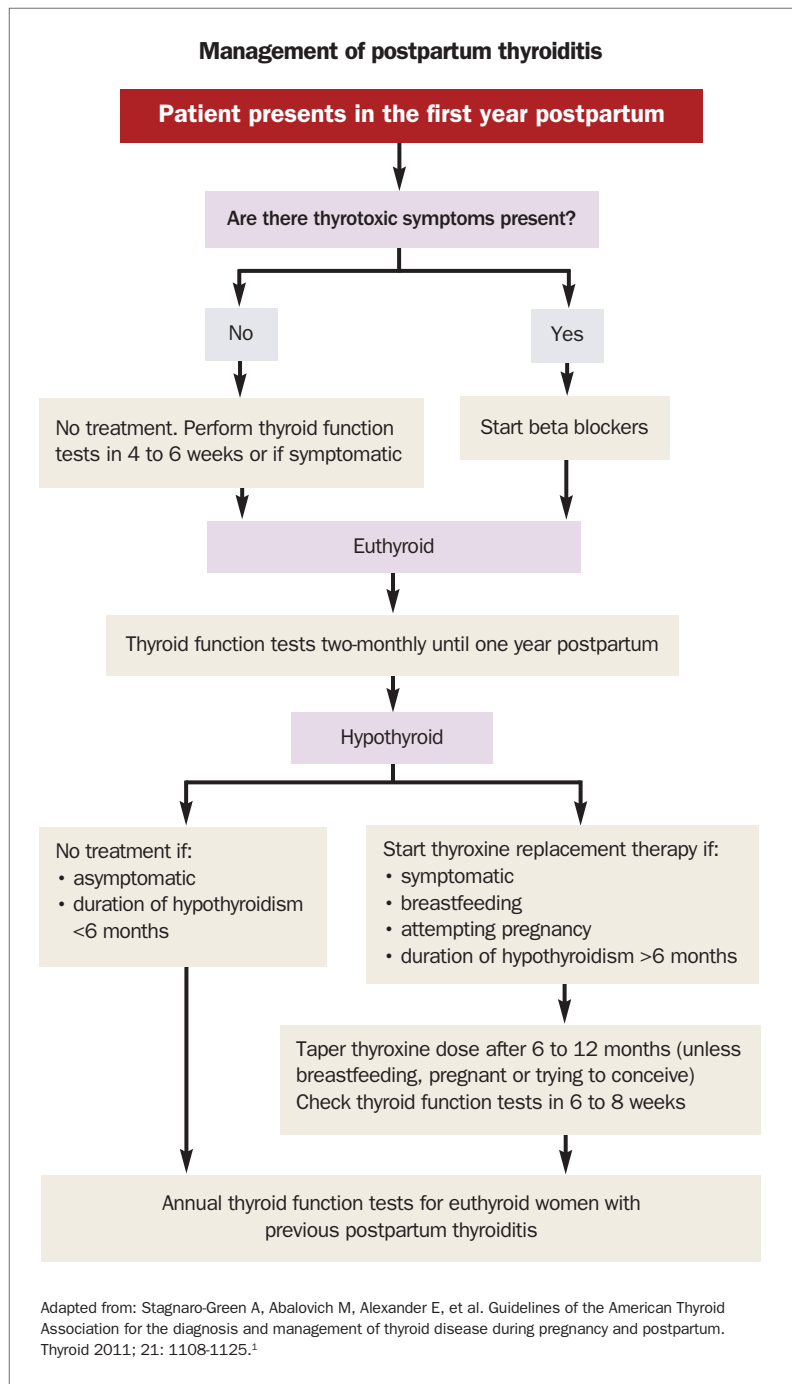 Management of postpartum thyroiditis
Patient presents in the first year postpartum
Are there thyrotoxic symptoms present?
No
Yes
No treatment. Perform thyroid function
tests in 4 to 6 weeks or if symptomatic
Start beta blockers
Euthyroid
Thyroid function tests two-monthly until one year postpartum
Hypothyroid
No treatment if:
• asymptomatic
• duration of hypothyroidism
<6 months
Start thyroxine replacement therapy if:
• symptomatic
• breastfeeding
• attempting pregnancy
• duration of hypothyroidism >6 months
Taper thyroxine dose after 6 to 12 months (unless
breastfeeding, pregnant or trying to conceive)
Check thyroid function tests in 6 to 8 weeks
Annual thyroid function tests for euthyroid women with
previous postpartum thyroiditis
Adapted from: Stagnaro-Green A, Abalovich M, Alexander E, et al. Guidelines of the American Thyroid
Association for the diagnosis and management of thyroid disease during pregnancy and postpartum.
Thyroid 2011; 21: 1108-1125.¹